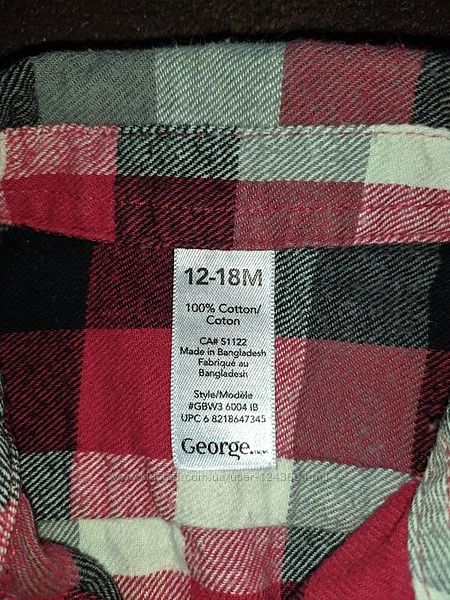 12-18M
100% Cotton/
Coton
CA# 51122
Made in Bangladesh
Fabriqué au
Bangladesh
Style/Modèle
#GBW3 6004 IB
UPC 6 8218647345
George.